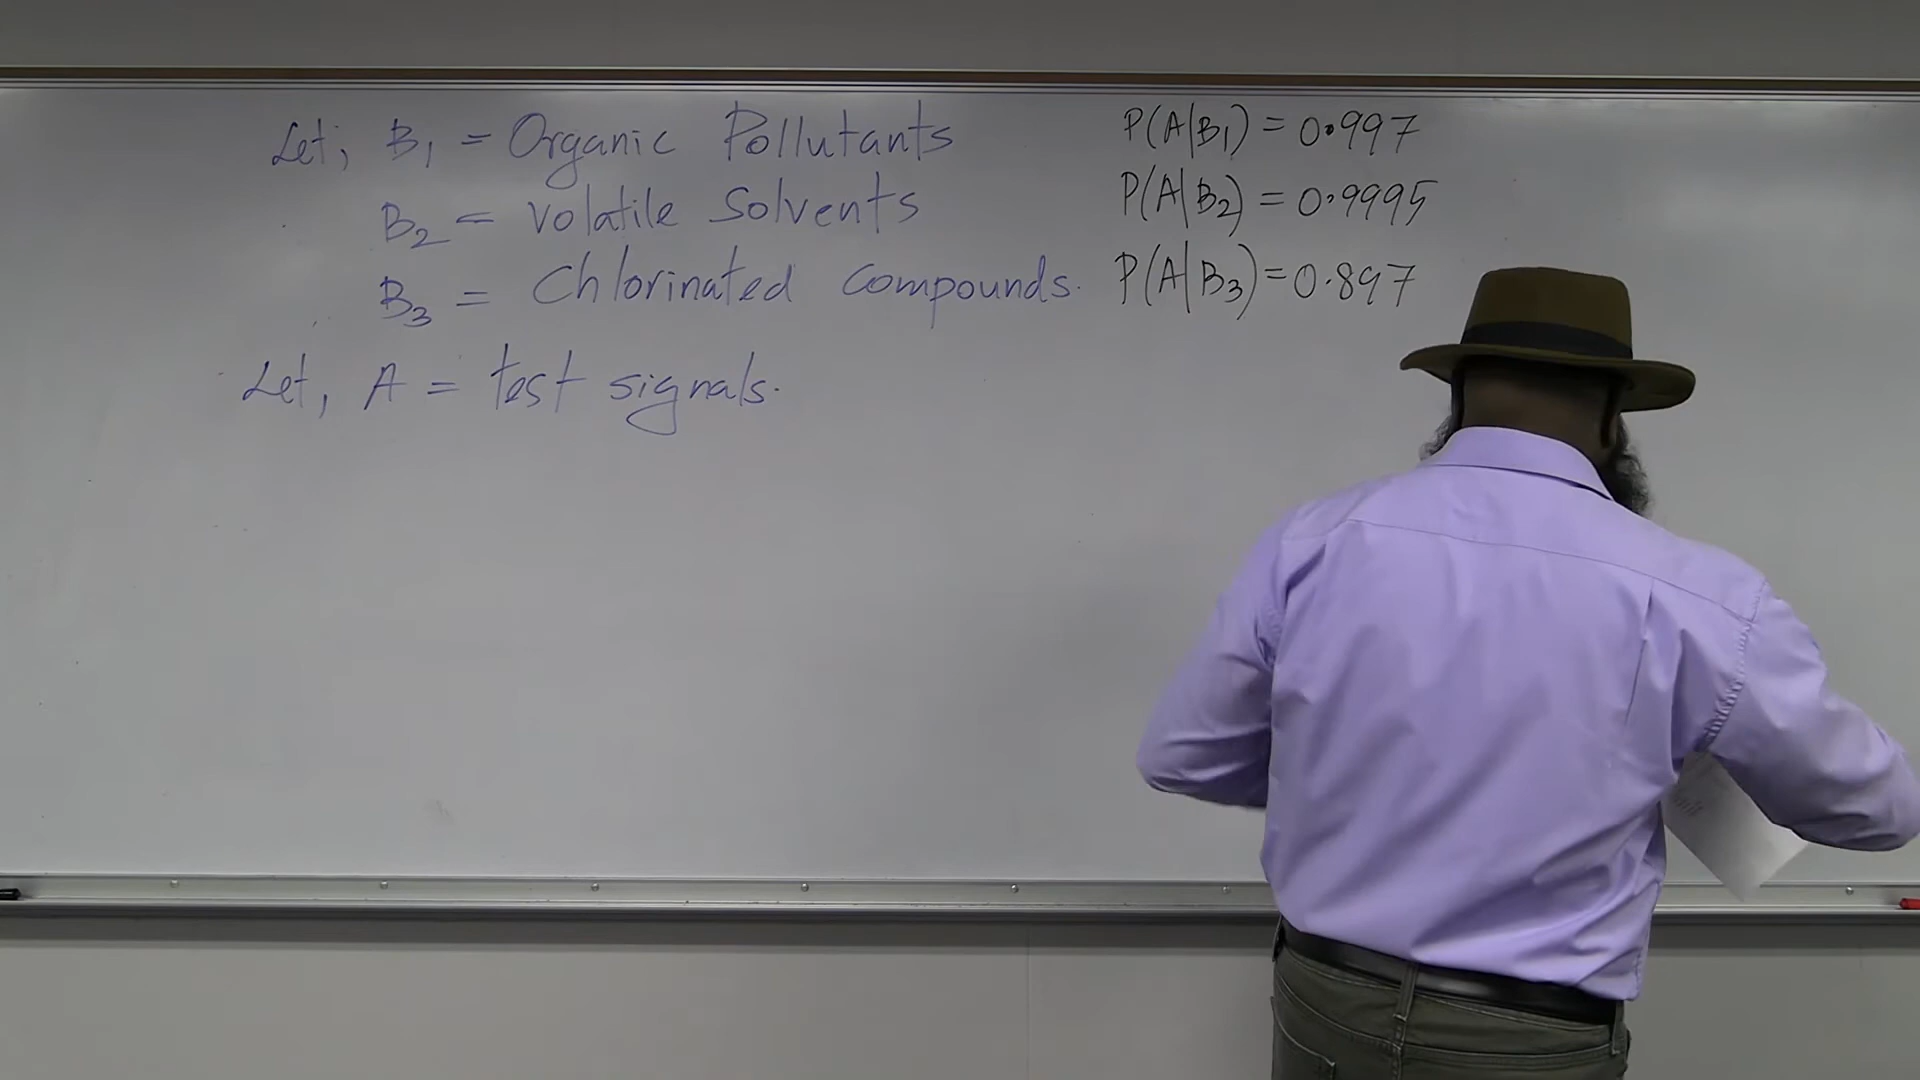 Let; B₁ = Organic Pollutants
B₂ = Volatile Solvents
B₃ = Chlorinated compounds.
Let, A = test signals.
P(A|B₁) = 0.997
P(A|B₂) = 0.9995
P(A|B₃) = 0.897